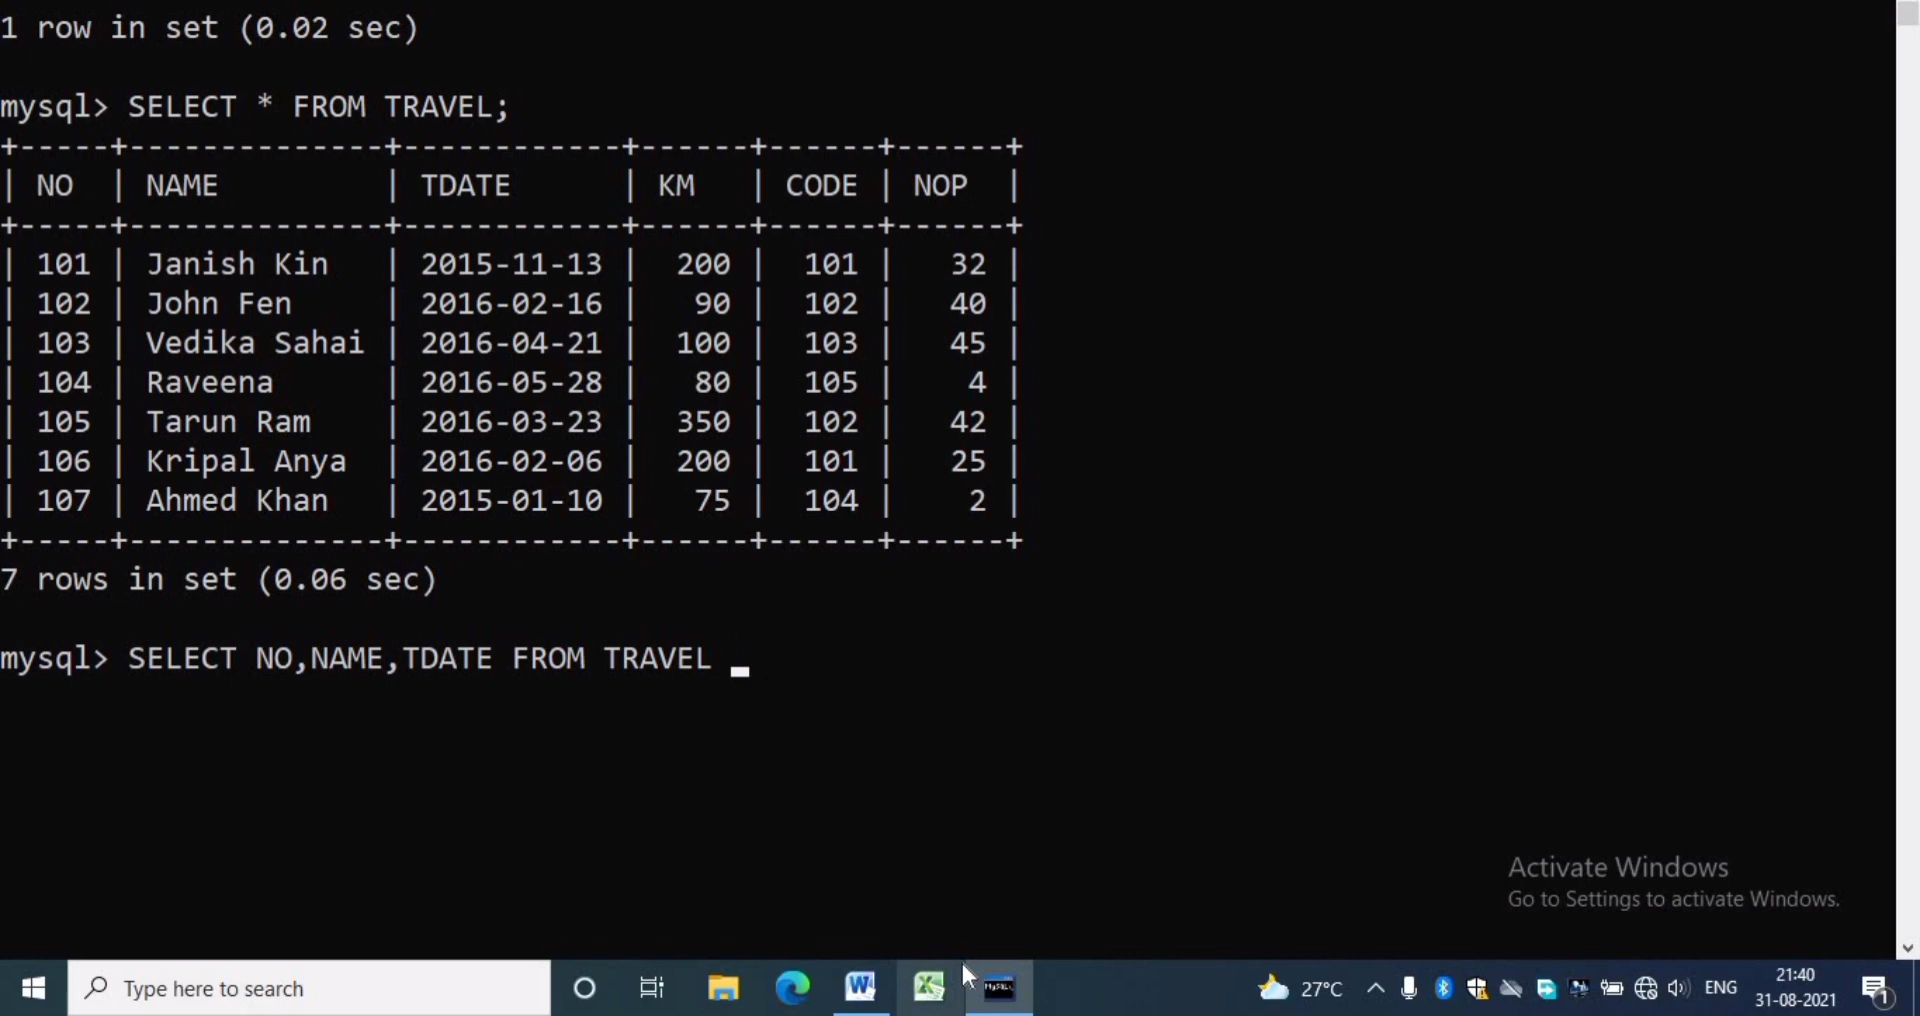 1 row in set (0.02 sec)
mysql> SELECT * FROM TRAVEL;
+-----+--------------+------------+------+------+------+
| NO  | NAME         | TDATE      | KM   | CODE | NOP  |
+-----+--------------+------------+------+------+------+
| 101 | Janish Kin   | 2015-11-13 |  200 |  101 |   32 |
| 102 | John Fen     | 2016-02-16 |   90 |  102 |   40 |
| 103 | Vedika Sahai | 2016-04-21 |  100 |  103 |   45 |
| 104 | Raveena      | 2016-05-28 |   80 |  105 |    4 |
| 105 | Tarun Ram    | 2016-03-23 |  350 |  102 |   42 |
| 106 | Kripal Anya  | 2016-02-06 |  200 |  101 |   25 |
| 107 | Ahmed Khan   | 2015-01-10 |   75 |  104 |    2 |
+-----+--------------+------------+------+------+------+
7 rows in set (0.06 sec)
mysql> SELECT NO,NAME,TDATE FROM TRAVEL _
Activate Windows
Go to Settings to activate Windows.
Type here to search
MySQL
27°C
ENG
21:40
31-08-2021
1